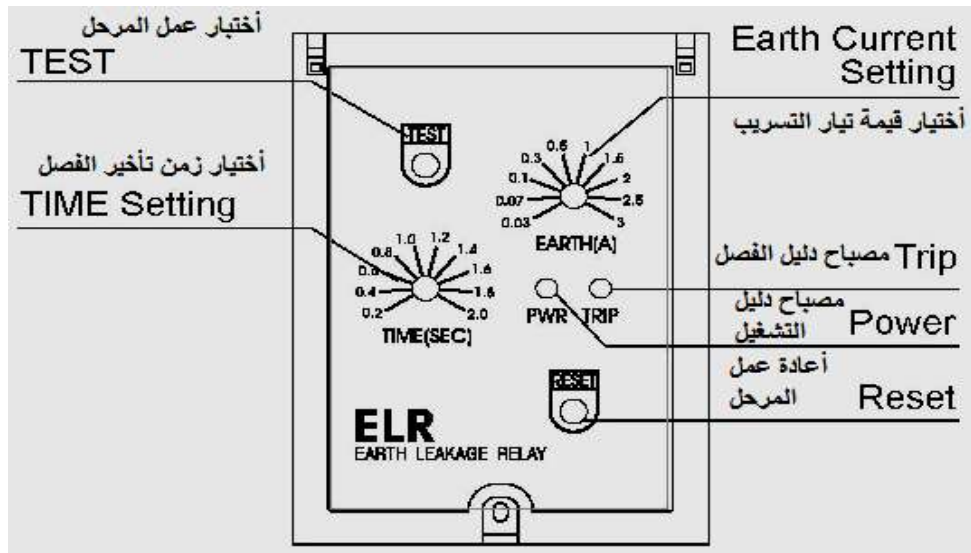 أختبار عمل المرحل
TEST
أختيار زمن تأخير الفصل
TIME Setting
Earth Current
Setting
أختيار قيمة تيار التسريب
Trip مصباح دليل الفصل
مصباح دليل
التشغيل
Power
أعادة عمل
المرحل
Reset
TEST
0.03
0.07
0.1
0.3
0.5
1
1.5
2
2.5
3
EARTH(A)
0.2
0.4
0.6
0.8
1.0
1.2
1.4
1.6
1.8
2.0
TIME(SEC)
PWR TRIP
RESET
ELR
EARTH LEAKAGE RELAY